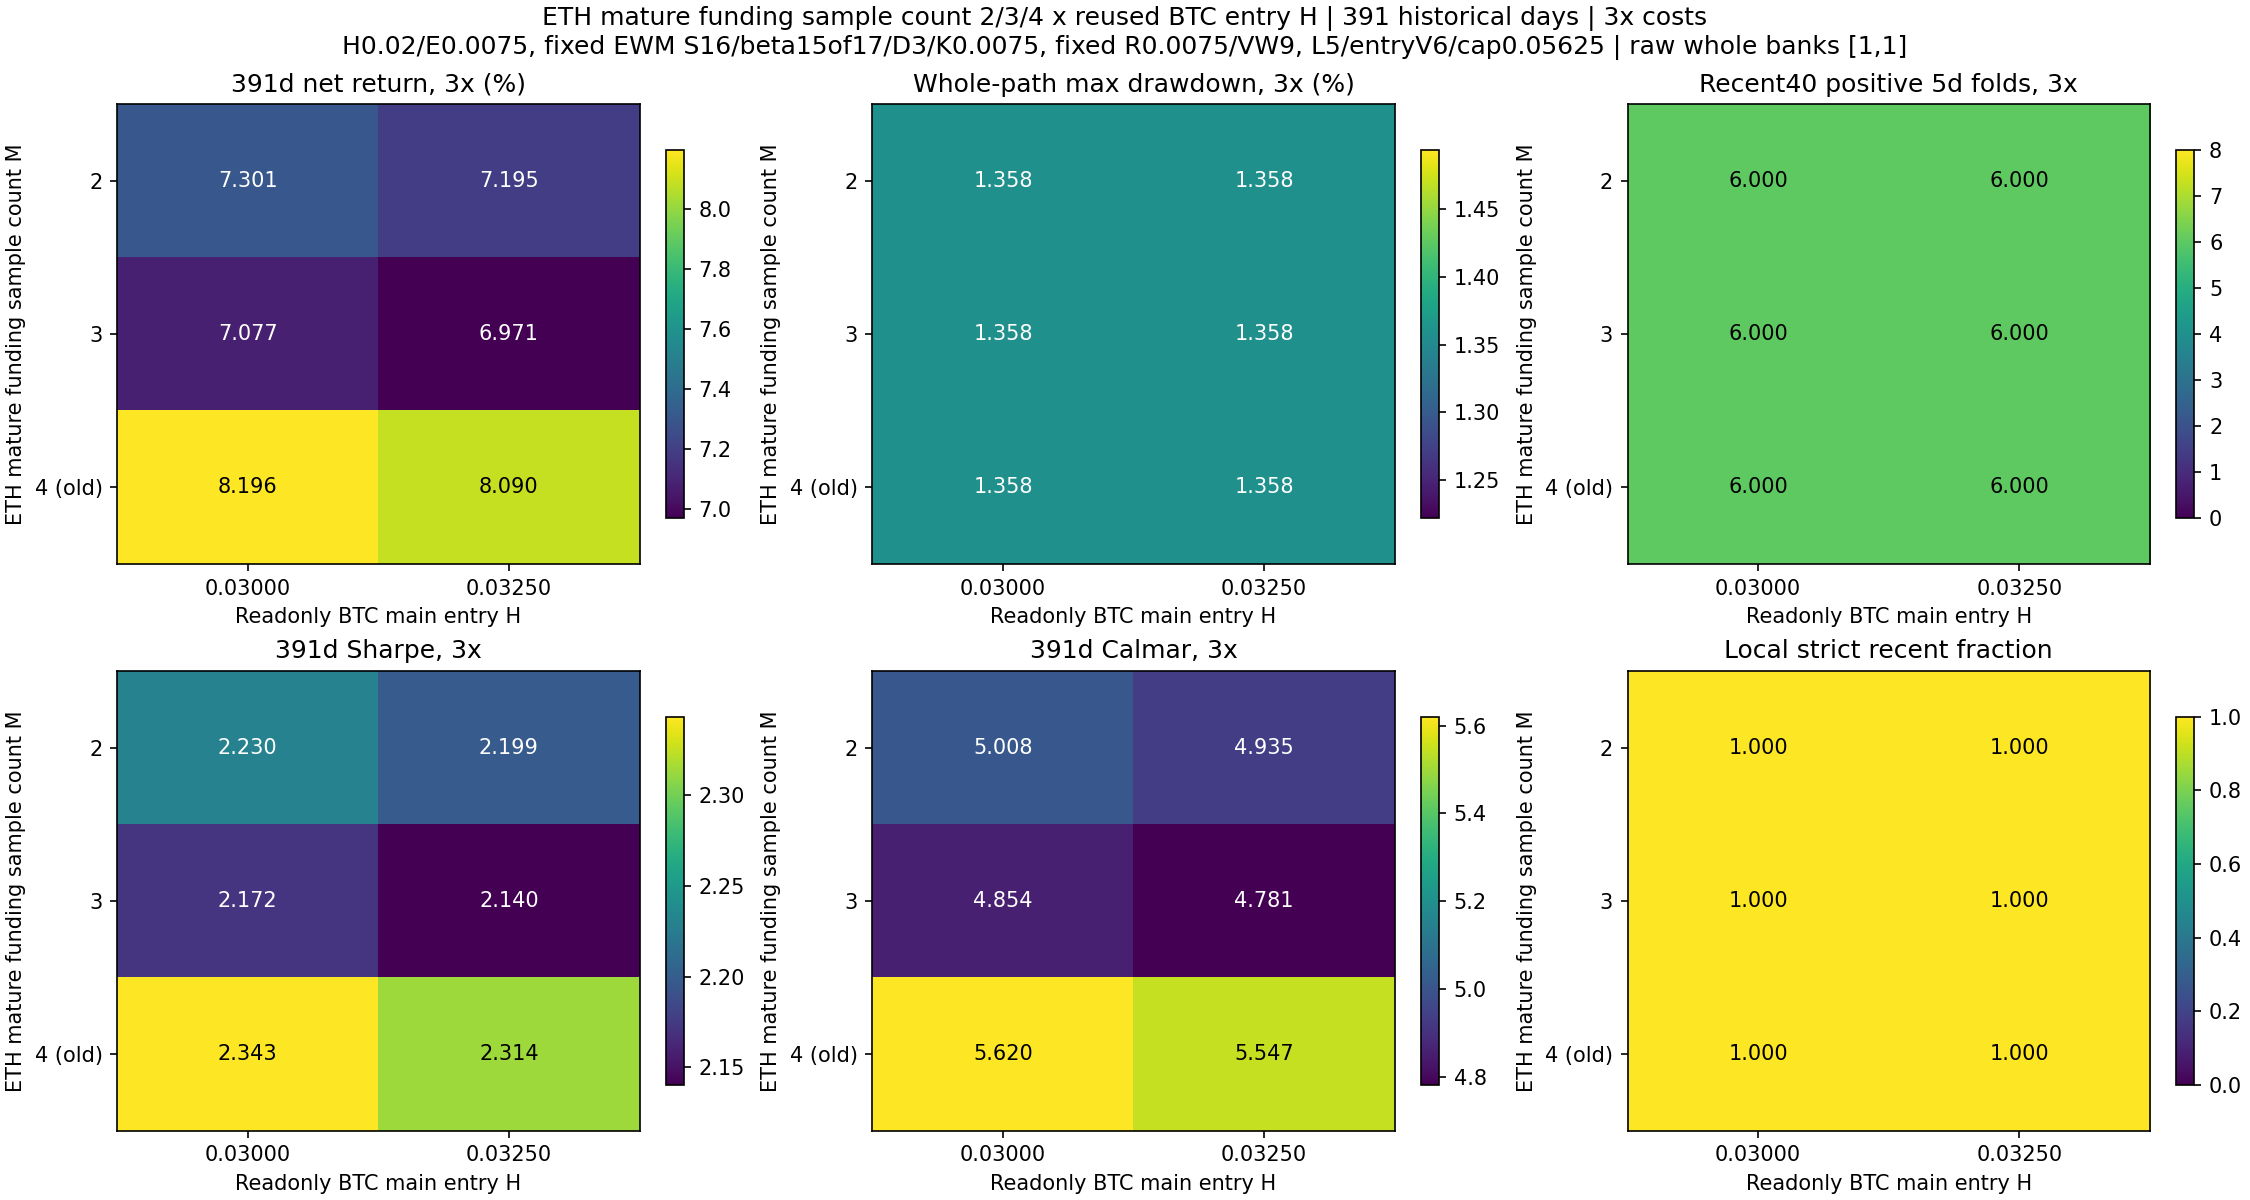 ETH mature funding sample count 2/3/4 x reused BTC entry H | 391 historical days | 3x costs
H0.02/E0.0075, fixed EWM S16/beta15of17/D3/K0.0075, fixed R0.0075/VW9, L5/entryV6/cap0.05625 | raw whole banks [1,1]
391d net return, 3x (%)
ETH mature funding sample count M
2
3
4 (old)
7.301 7.195
7.077 6.971
8.196 8.090
0.03000 0.03250
Readonly BTC main entry H
8.0
7.8
7.6
7.4
7.2
7.0
Whole-path max drawdown, 3x (%)
ETH mature funding sample count M
2
3
4 (old)
1.358 1.358
1.358 1.358
1.358 1.358
0.03000 0.03250
Readonly BTC main entry H
1.45
1.40
1.35
1.30
1.25
Recent40 positive 5d folds, 3x
ETH mature funding sample count M
2
3
4 (old)
6.000 6.000
6.000 6.000
6.000 6.000
0.03000 0.03250
Readonly BTC main entry H
8
7
6
5
4
3
2
1
0
391d Sharpe, 3x
ETH mature funding sample count M
2
3
4 (old)
2.230 2.199
2.172 2.140
2.343 2.314
0.03000 0.03250
Readonly BTC main entry H
2.30
2.25
2.20
2.15
391d Calmar, 3x
ETH mature funding sample count M
2
3
4 (old)
5.008 4.935
4.854 4.781
5.620 5.547
0.03000 0.03250
Readonly BTC main entry H
5.6
5.4
5.2
5.0
4.8
Local strict recent fraction
ETH mature funding sample count M
2
3
4 (old)
1.000 1.000
1.000 1.000
1.000 1.000
0.03000 0.03250
Readonly BTC main entry H
1.0
0.8
0.6
0.4
0.2
0.0